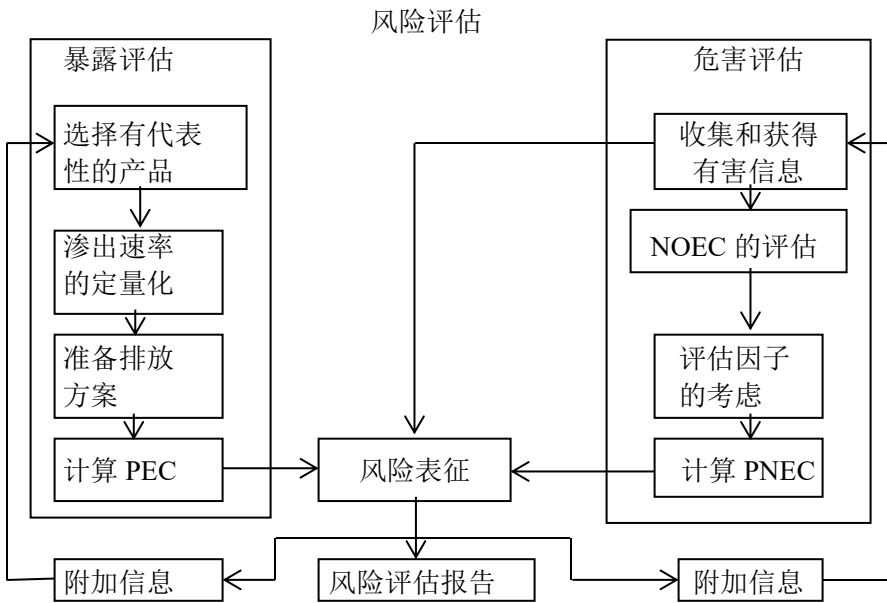 风险评估
暴露评估
选择有代表
性的产品
渗出速率
的定量化
准备排放
方案
计算 PEC
危害评估
收集和获得
有害信息
NOEC 的评估
评估因子
的考虑
计算 PNEC
风险表征
附加信息
风险评估报告
附加信息